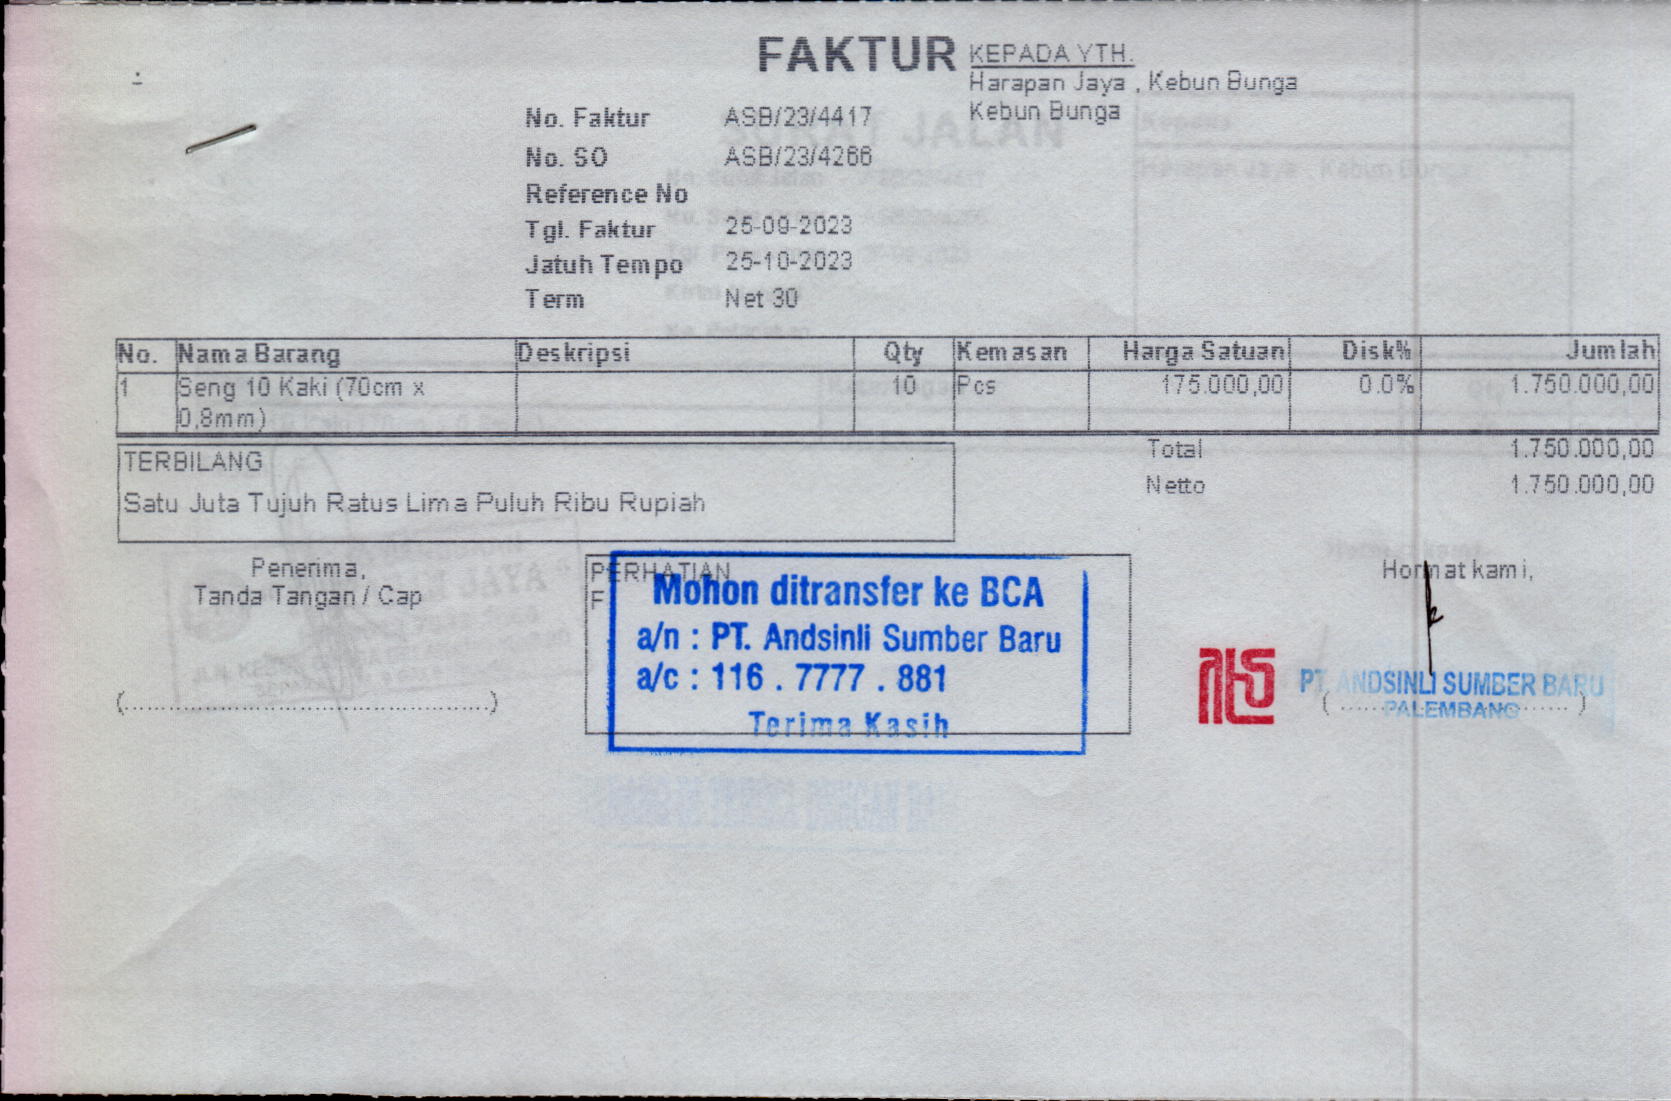 FAKTUR
KEPADA YTH.
Harapan Jaya , Kebun Bunga
Kebun Bunga
No. Faktur ASB/23/4417
No. SO ASB/23/4266
Reference No
Tgl. Faktur 25-09-2023
Jatuh Tempo 25-10-2023
Term Net 30
No. Nama Barang Deskripsi Qty Kemasan Harga Satuan Disk% Jumlah
1 Seng 10 Kaki (70cm x 10 Pcs 175.000,00 0.0% 1.750.000,00
0,8mm)
TERBILANG
Satu Juta Tujuh Ratus Lima Puluh Ribu Rupiah
Total 1.750.000,00
Netto 1.750.000,00
Penerima,
Tanda Tangan / Cap
(..................................................)
PERHATIAN
F
Mohon ditransfer ke BCA
a/n : PT. Andsinli Sumber Baru
a/c : 116 . 7777 . 881
Terima Kasih
Hormat kami,
PT ANDSINLI SUMBER BARU
PALEMBANG